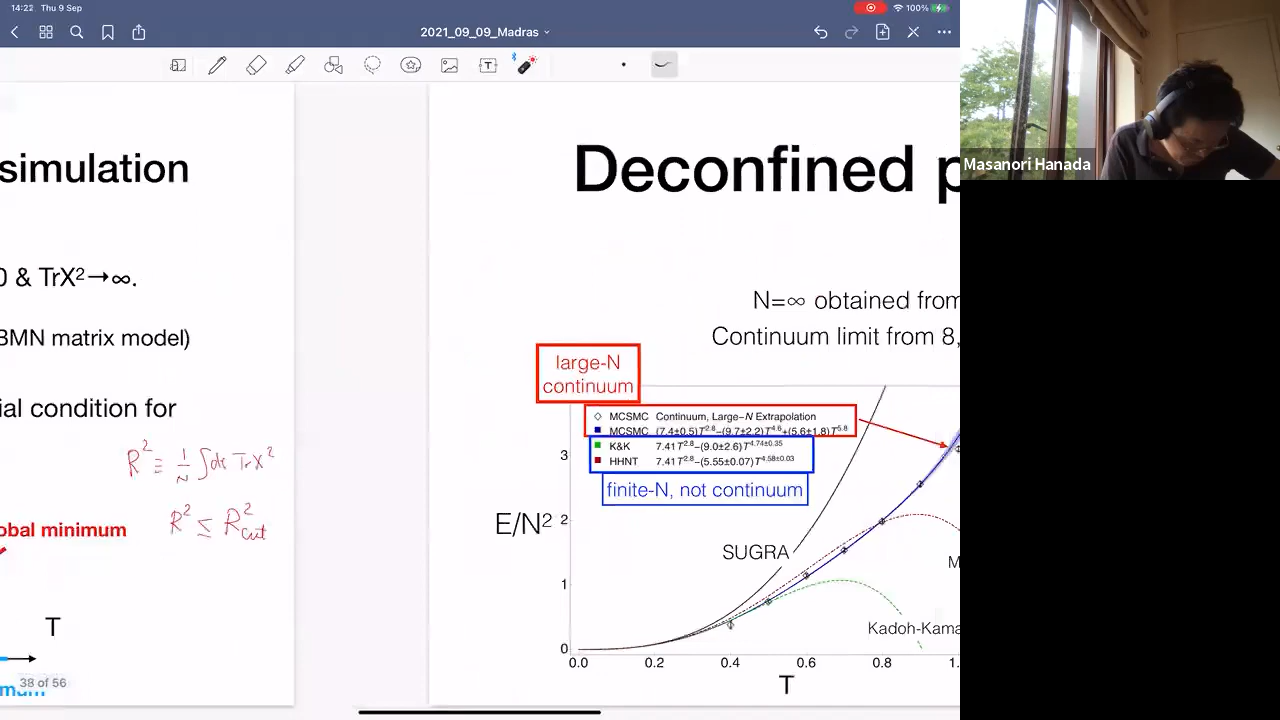 14:22 Thu 9 Sep
100%
2021_09_09_Madras
simulation
0 & TrX²→∞.
BMN matrix model)
ial condition for
R² ≡ 1/N ∫dt TrX²
R² ≤ R²cut
obal minimum
T
38 of 56
Deconfined p
N=∞ obtained from
Continuum limit from 8,
large-N
continuum
MCSMC Continuum, Large-N Extrapolation
MCSMC (7.4±0.5)T^2.8-(9.7±2.2)T^4.6+(5.6±1.8)T^5.8
K&K 7.41T^2.8-(9.0±2.6)T^4.74±0.35
HHNT 7.41T^2.8-(5.55±0.07)T^4.58±0.03
finite-N, not continuum
E/N²
3
2
1
0
SUGRA
M
Kadoh-Kama
0.0 0.2 0.4 0.6 0.8 1.
T
Masanori Hanada